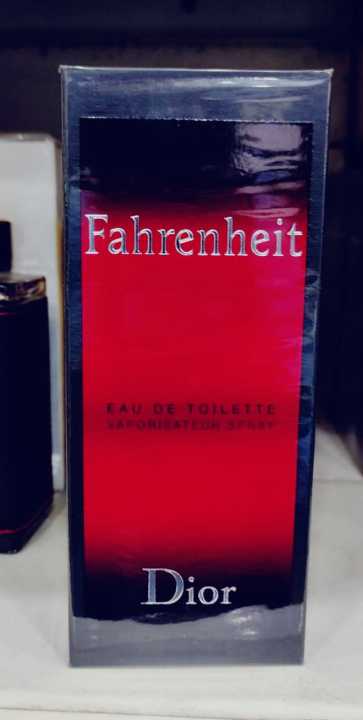 Fahrenheit
EAU DE TOILETTE
VAPORISATEUR SPRAY
Dior